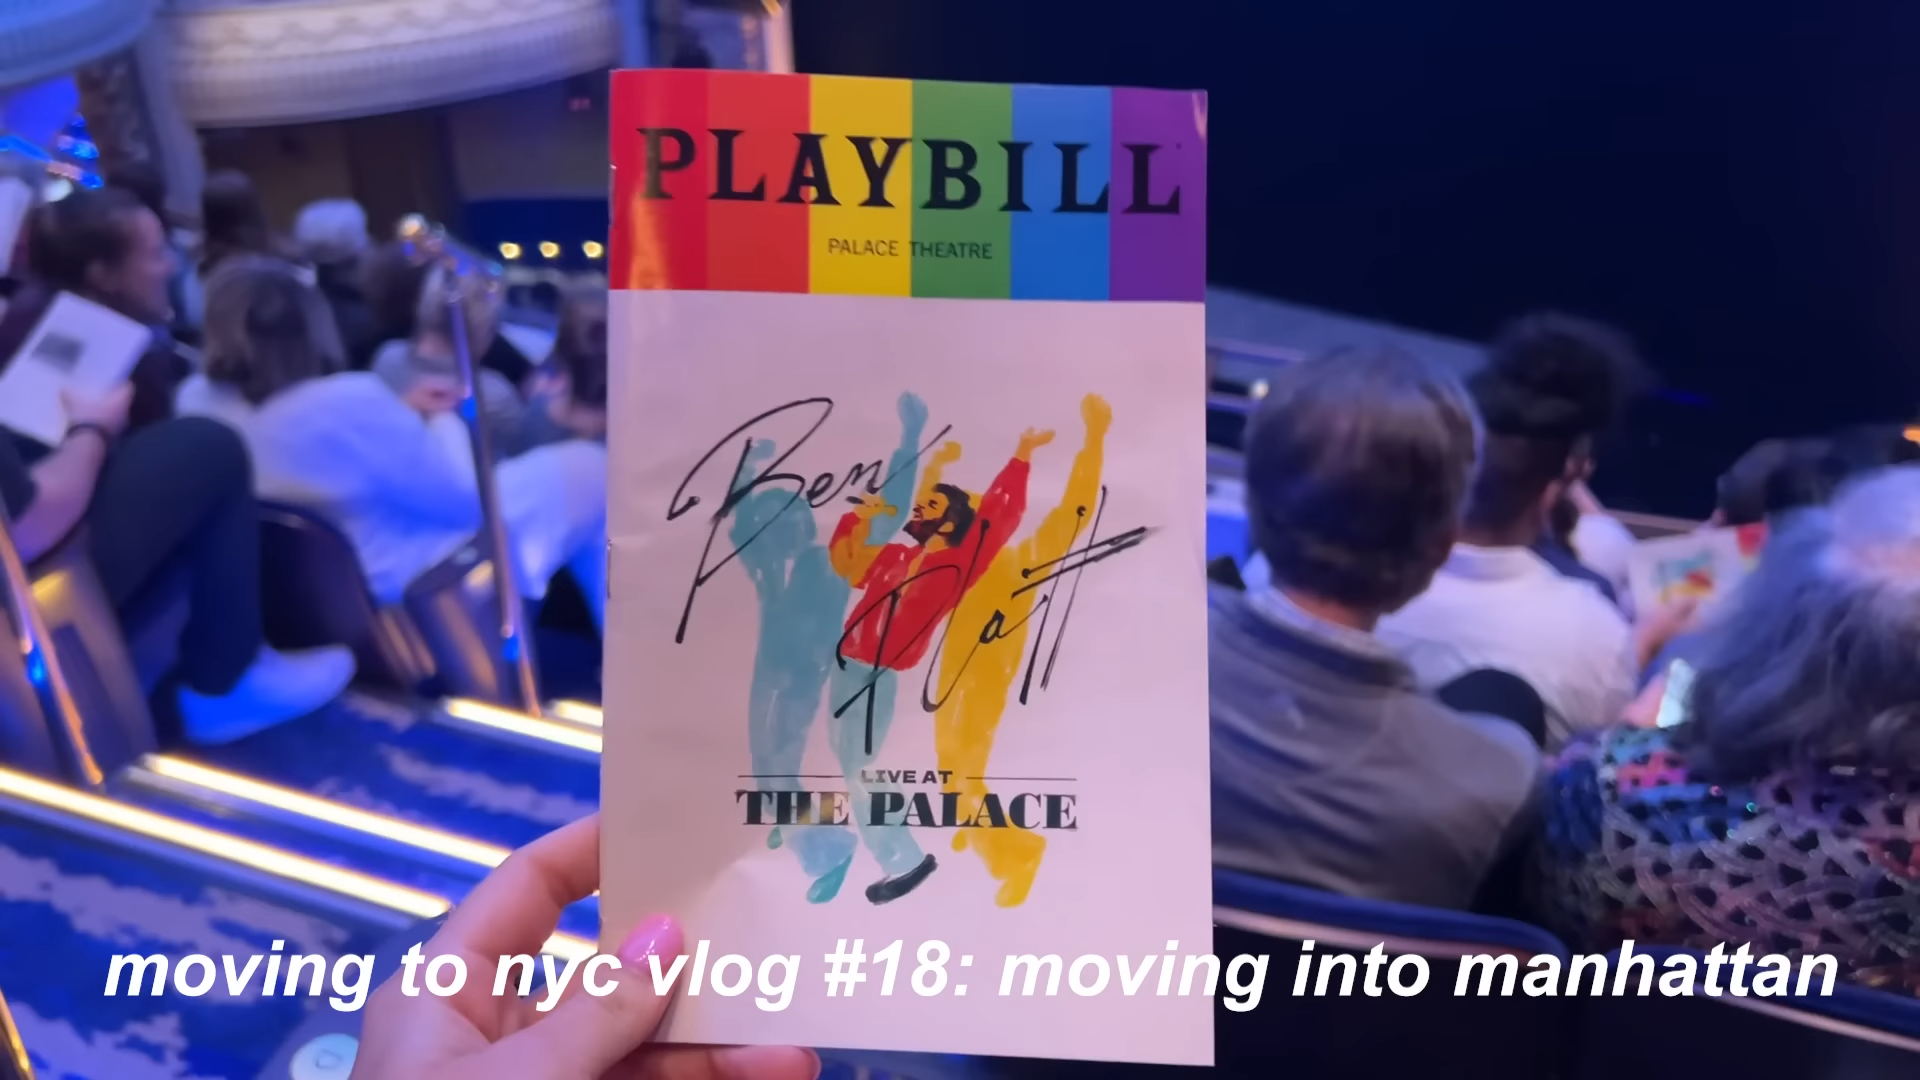 PLAYBILL
PALACE THEATRE
Ben
Platt
LIVE AT
THE PALACE
moving to nyc vlog #18: moving into manhattan